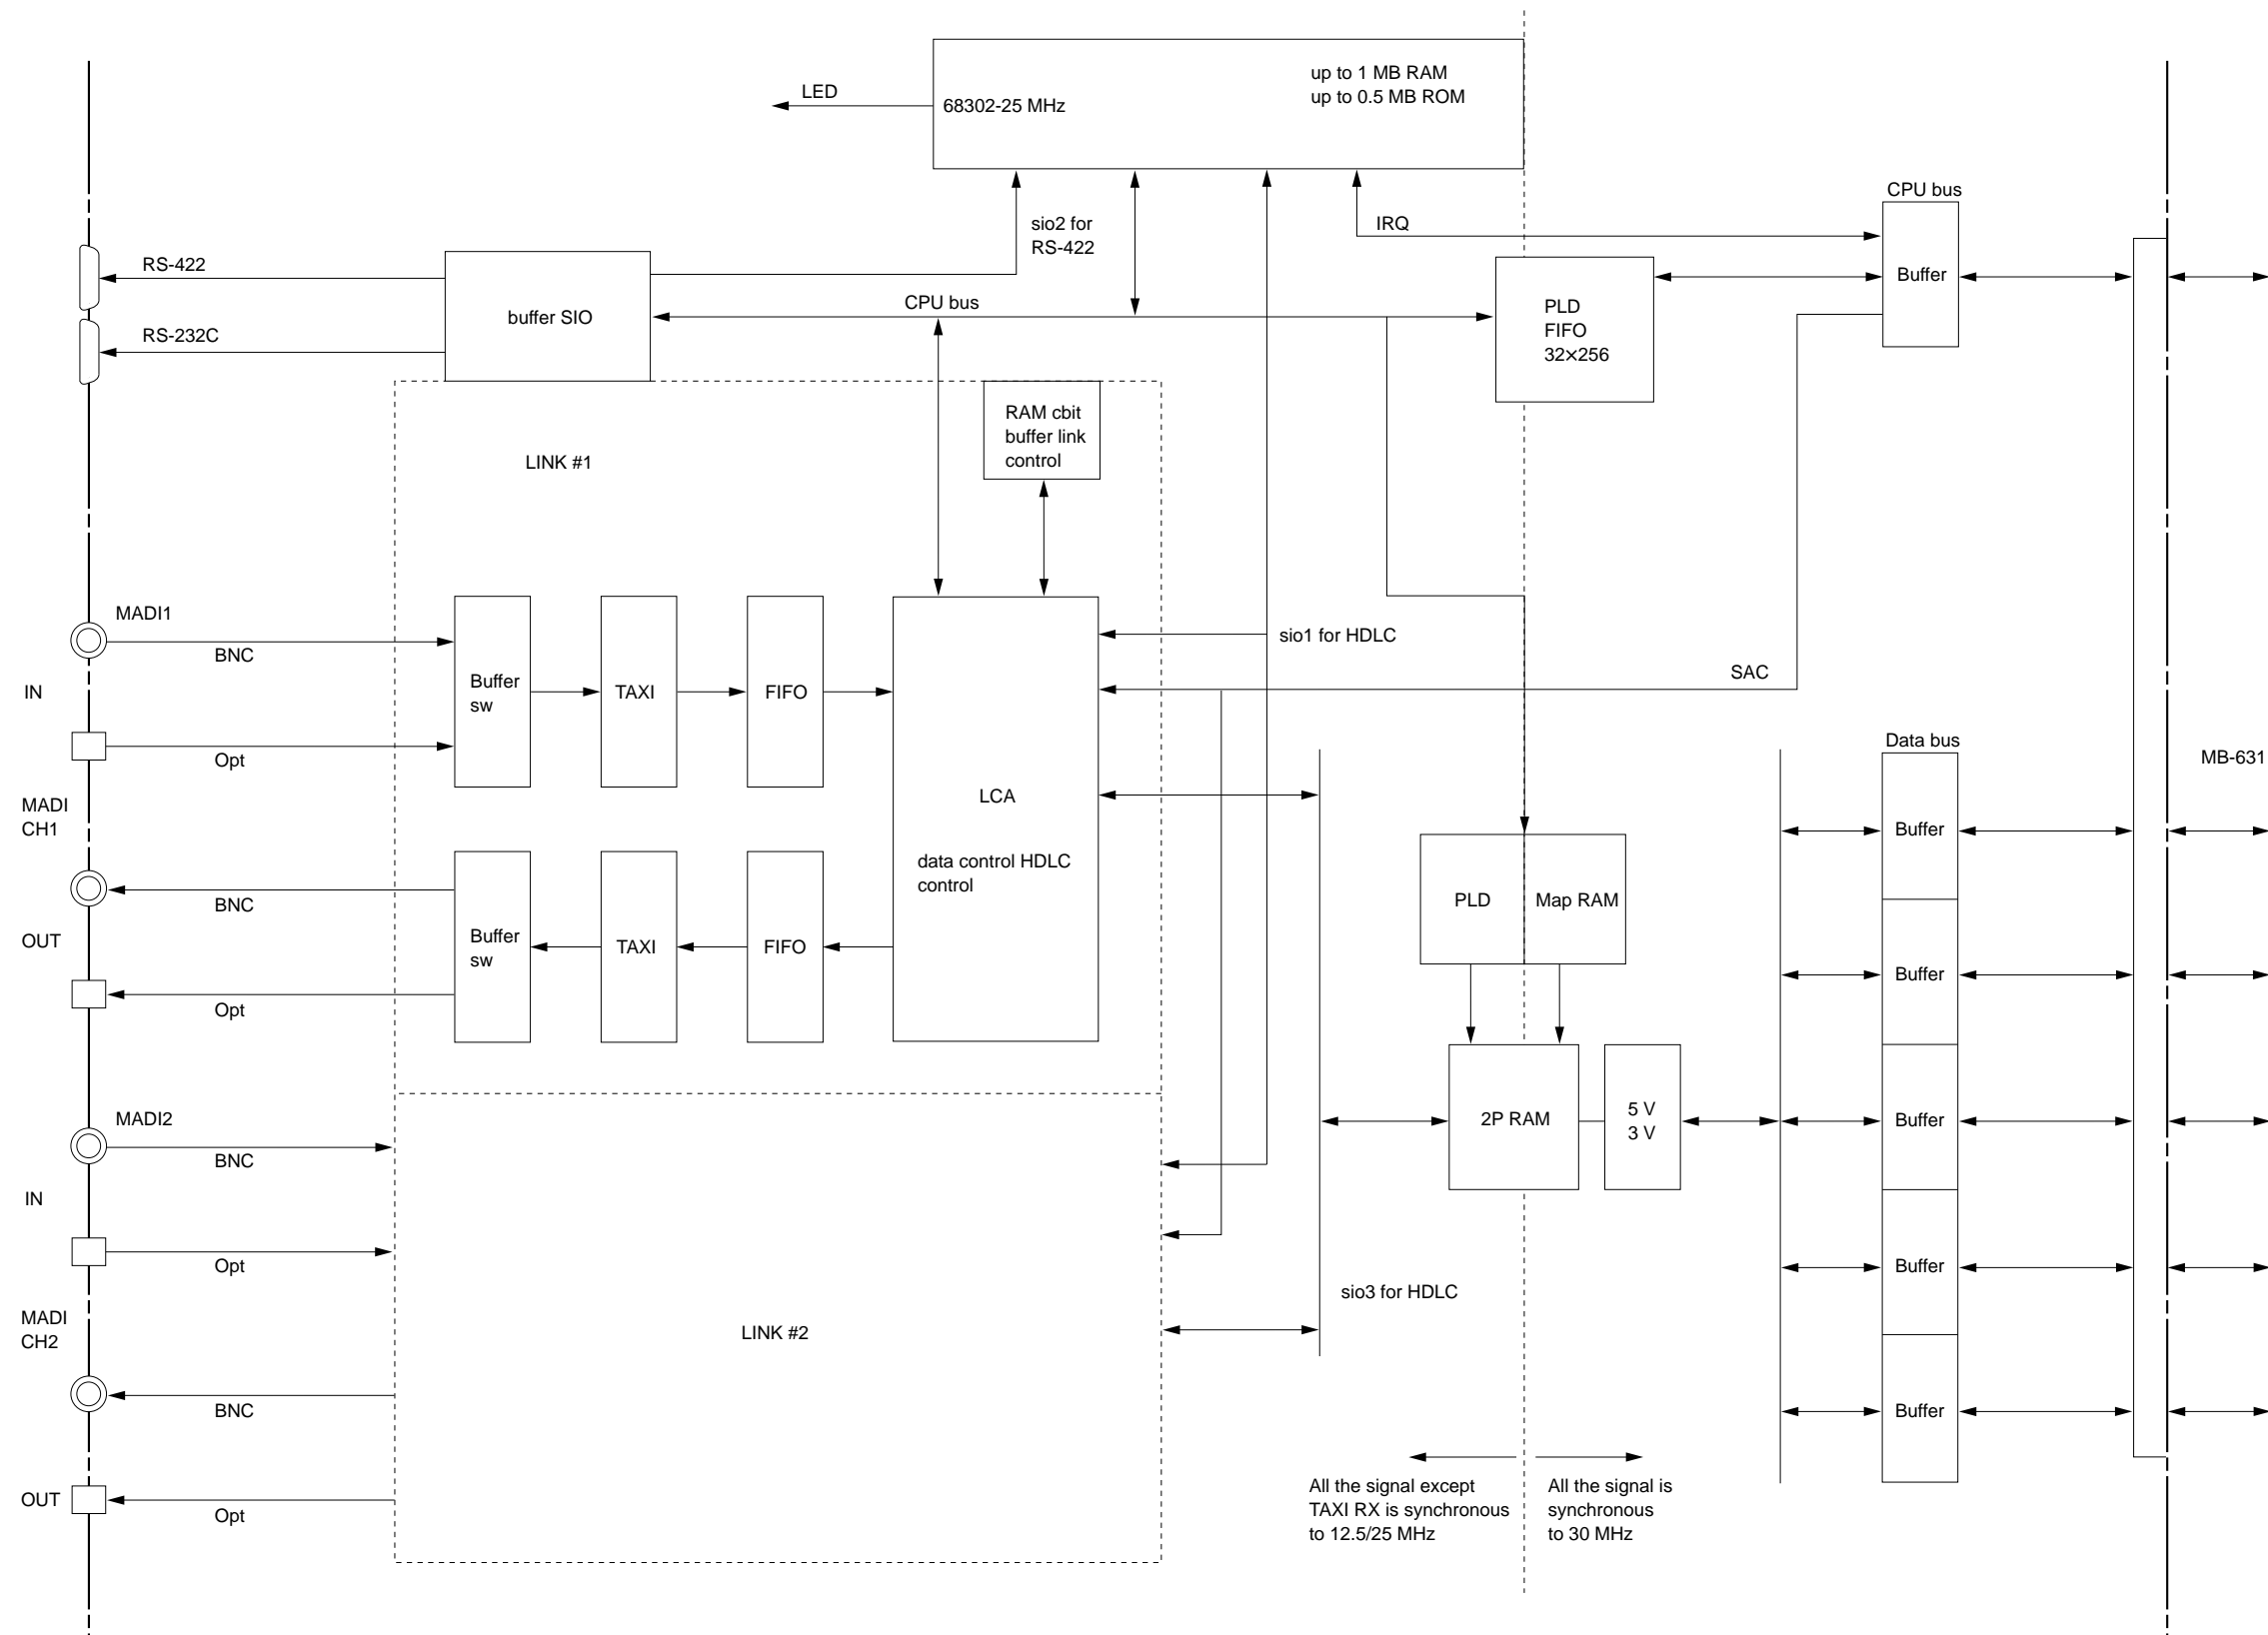 up to 1 MB RAM
up to 0.5 MB ROM
LED
68302-25 MHz
CPU bus
sio2 for
RS-422
IRQ
RS-422
Buffer
buffer SIO
CPU bus
PLD
FIFO
32×256
RS-232C
RAM cbit
buffer link
control
LINK #1
MADI1
BNC
sio1 for HDLC
SAC
IN
Buffer
sw
TAXI
FIFO
Opt
Data bus
MB-631
MADI
CH1
LCA
Buffer
data control HDLC
control
BNC
PLD
Map RAM
OUT
Buffer
sw
TAXI
FIFO
Buffer
Opt
MADI2
BNC
2P RAM
5 V
3 V
Buffer
IN
Opt
Buffer
sio3 for HDLC
MADI
CH2
LINK #2
BNC
Buffer
OUT
Opt
All the signal except
TAXI RX is synchronous
to 12.5/25 MHz
All the signal is
synchronous
to 30 MHz